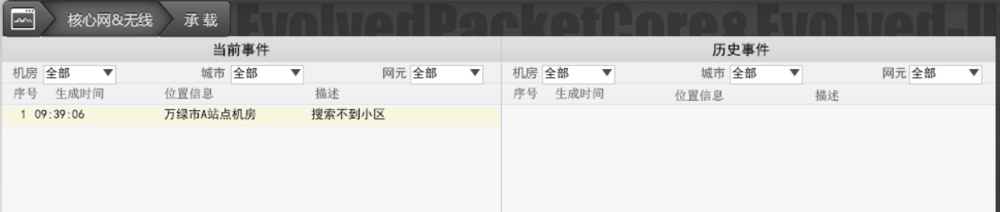 核心网&无线 承载
EvolvedPacketCore& Evolved-U
当前事件 历史事件
机房 全部 城市 全部 网元 全部 机房 全部 城市 全部 网元 全部
序号 生成时间 位置信息 描述 序号 生成时间 位置信息 描述
1 09:39:06 万绿市A站点机房 搜索不到小区